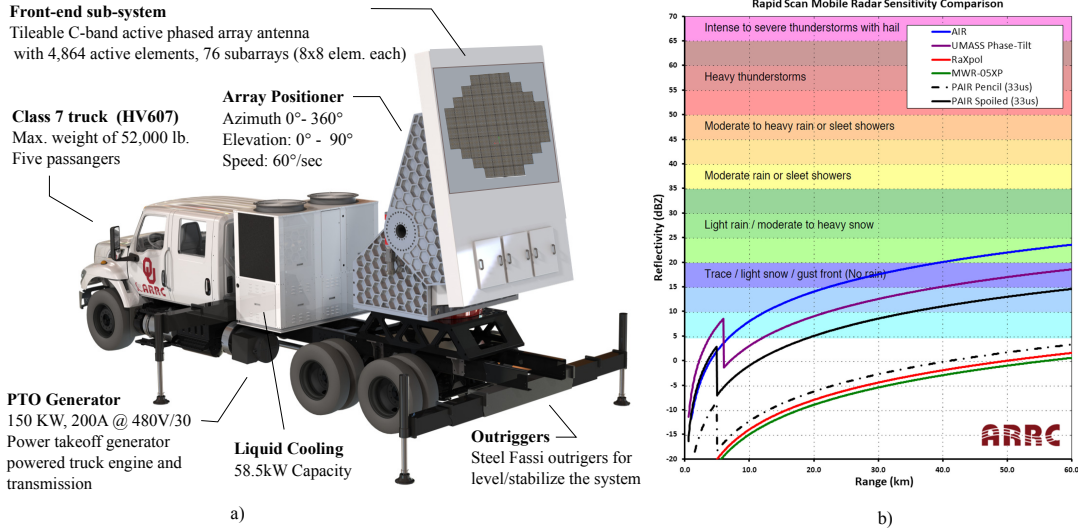 Front-end sub-system
Tileable C-band active phased array antenna
with 4,864 active elements, 76 subarrays (8x8 elem. each)
Class 7 truck (HV607)
Max. weight of 52,000 lb.
Five passangers
Array Positioner
Azimuth 0°- 360°
Elevation: 0° - 90°
Speed: 60°/sec
OU
ARRC
PTO Generator
150 KW, 200A @ 480V/30
Power takeoff generator
powered truck engine and
transmission
Liquid Cooling
58.5kW Capacity
Outriggers
Steel Fassi outrigers for
level/stabilize the system
a)
Rapid Scan Mobile Radar Sensitivity Comparison
Reflectivity (dBZ)
70
65
60
55
50
45
40
35
30
25
20
15
10
5
0
-5
-10
-15
-20
Intense to severe thunderstorms with hail
Heavy thunderstorms
Moderate to heavy rain or sleet showers
Moderate rain or sleet showers
Light rain / moderate to heavy snow
Trace / light snow / gust front (No rain)
AIR
UMASS Phase-Tilt
RaXpol
MWR-05XP
PAIR Pencil (33us)
PAIR Spoiled (33us)
ARRC
0.0 10.0 20.0 30.0 40.0 50.0 60.0
Range (km)
b)